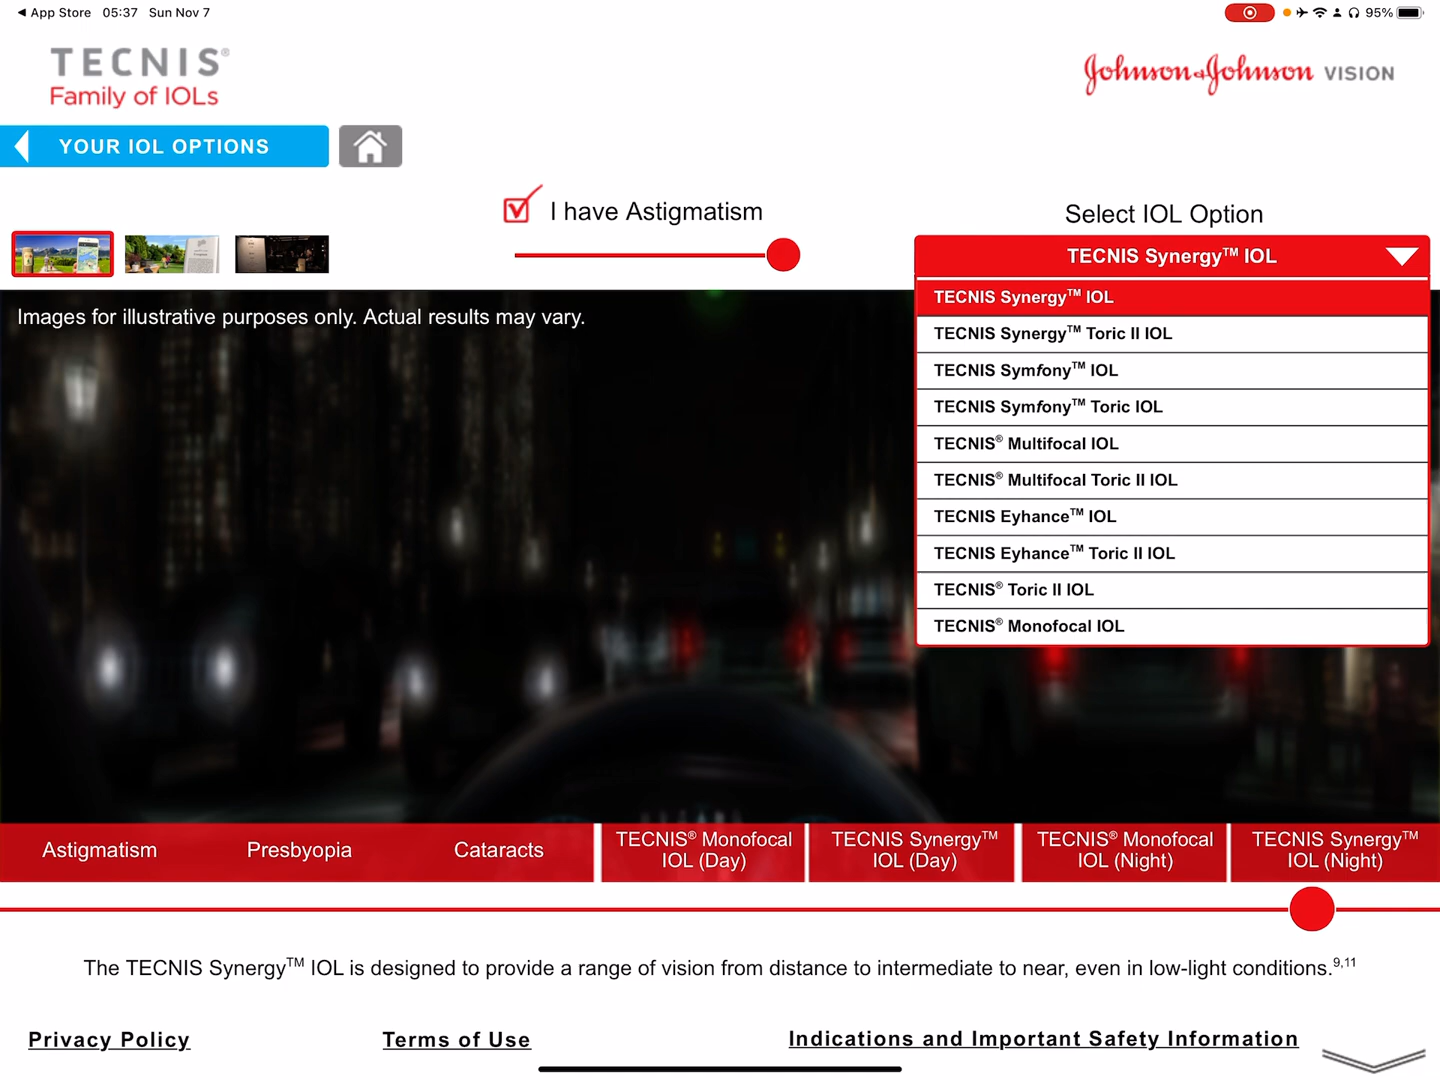 ◀ App Store 05:37 Sun Nov 7 95%
TECNIS®
Family of IOLs
Johnson & Johnson VISION
YOUR IOL OPTIONS
I have Astigmatism
Select IOL Option
TECNIS Synergy™ IOL
TECNIS Synergy™ IOL
TECNIS Synergy™ Toric II IOL
TECNIS Symfony™ IOL
TECNIS Symfony™ Toric IOL
TECNIS® Multifocal IOL
TECNIS® Multifocal Toric II IOL
TECNIS Eyhance™ IOL
TECNIS Eyhance™ Toric II IOL
TECNIS® Toric II IOL
TECNIS® Monofocal IOL
Images for illustrative purposes only. Actual results may vary.
Astigmatism
Presbyopia
Cataracts
TECNIS® Monofocal
IOL (Day)
TECNIS Synergy™
IOL (Day)
TECNIS® Monofocal
IOL (Night)
TECNIS Synergy™
IOL (Night)
The TECNIS Synergy™ IOL is designed to provide a range of vision from distance to intermediate to near, even in low-light conditions.9,11
Privacy Policy
Terms of Use
Indications and Important Safety Information